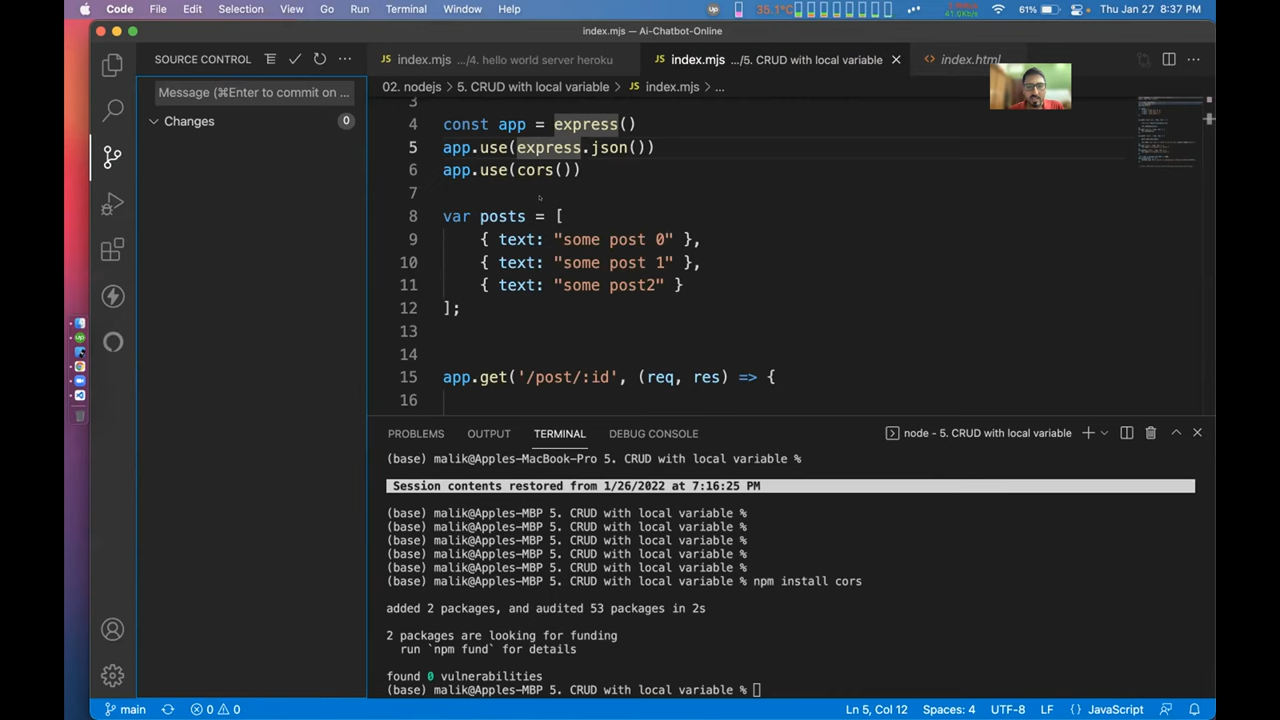 Code File Edit Selection View Go Run Terminal Window Help Up 35.1°C 41.0KB/s 61% Thu Jan 27 8:37 PM
index.mjs — Ai-Chatbot-Online
SOURCE CONTROL
JS index.mjs .../4. hello world server heroku
JS index.mjs .../5. CRUD with local variable
<> index.html
02. nodejs > 5. CRUD with local variable > JS index.mjs > ...
Message (⌘Enter to commit on ...
Changes 0
3
4 const app = express()
5 app.use(express.json())
6 app.use(cors())
7
8 var posts = [
9 { text: "some post 0" },
10 { text: "some post 1" },
11 { text: "some post2" }
12 ];
13
14
15 app.get('/post/:id', (req, res) => {
16
PROBLEMS OUTPUT TERMINAL DEBUG CONSOLE node - 5. CRUD with local variable
(base) malik@Apples-MacBook-Pro 5. CRUD with local variable %
Session contents restored from 1/26/2022 at 7:16:25 PM
(base) malik@Apples-MBP 5. CRUD with local variable %
(base) malik@Apples-MBP 5. CRUD with local variable %
(base) malik@Apples-MBP 5. CRUD with local variable %
(base) malik@Apples-MBP 5. CRUD with local variable %
(base) malik@Apples-MBP 5. CRUD with local variable %
(base) malik@Apples-MBP 5. CRUD with local variable % npm install cors
added 2 packages, and audited 53 packages in 2s
2 packages are looking for funding
run `npm fund` for details
found 0 vulnerabilities
(base) malik@Apples-MBP 5. CRUD with local variable %
main 0 0 Ln 5, Col 12 Spaces: 4 UTF-8 LF {} JavaScript